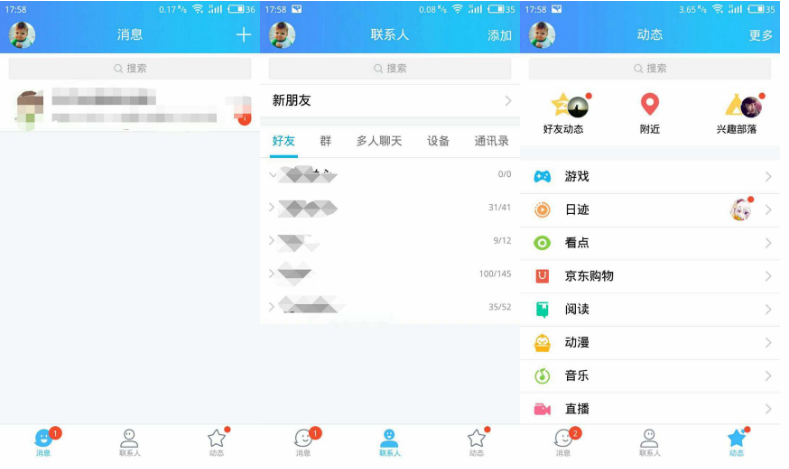 17:58 0.17 k/s 36
消息
搜索
1
消息 1
联系人
动态
17:58 0.08 k/s 35
联系人 添加
搜索
新朋友
好友 群 多人聊天 设备 通讯录
0/0
31/41
9/12
100/145
35/52
消息 1
联系人
动态
17:58 3.65 k/s 35
动态 更多
搜索
好友动态 附近 兴趣部落
游戏
日迹
看点
京东购物
阅读
动漫
音乐
直播
消息 2
联系人
动态